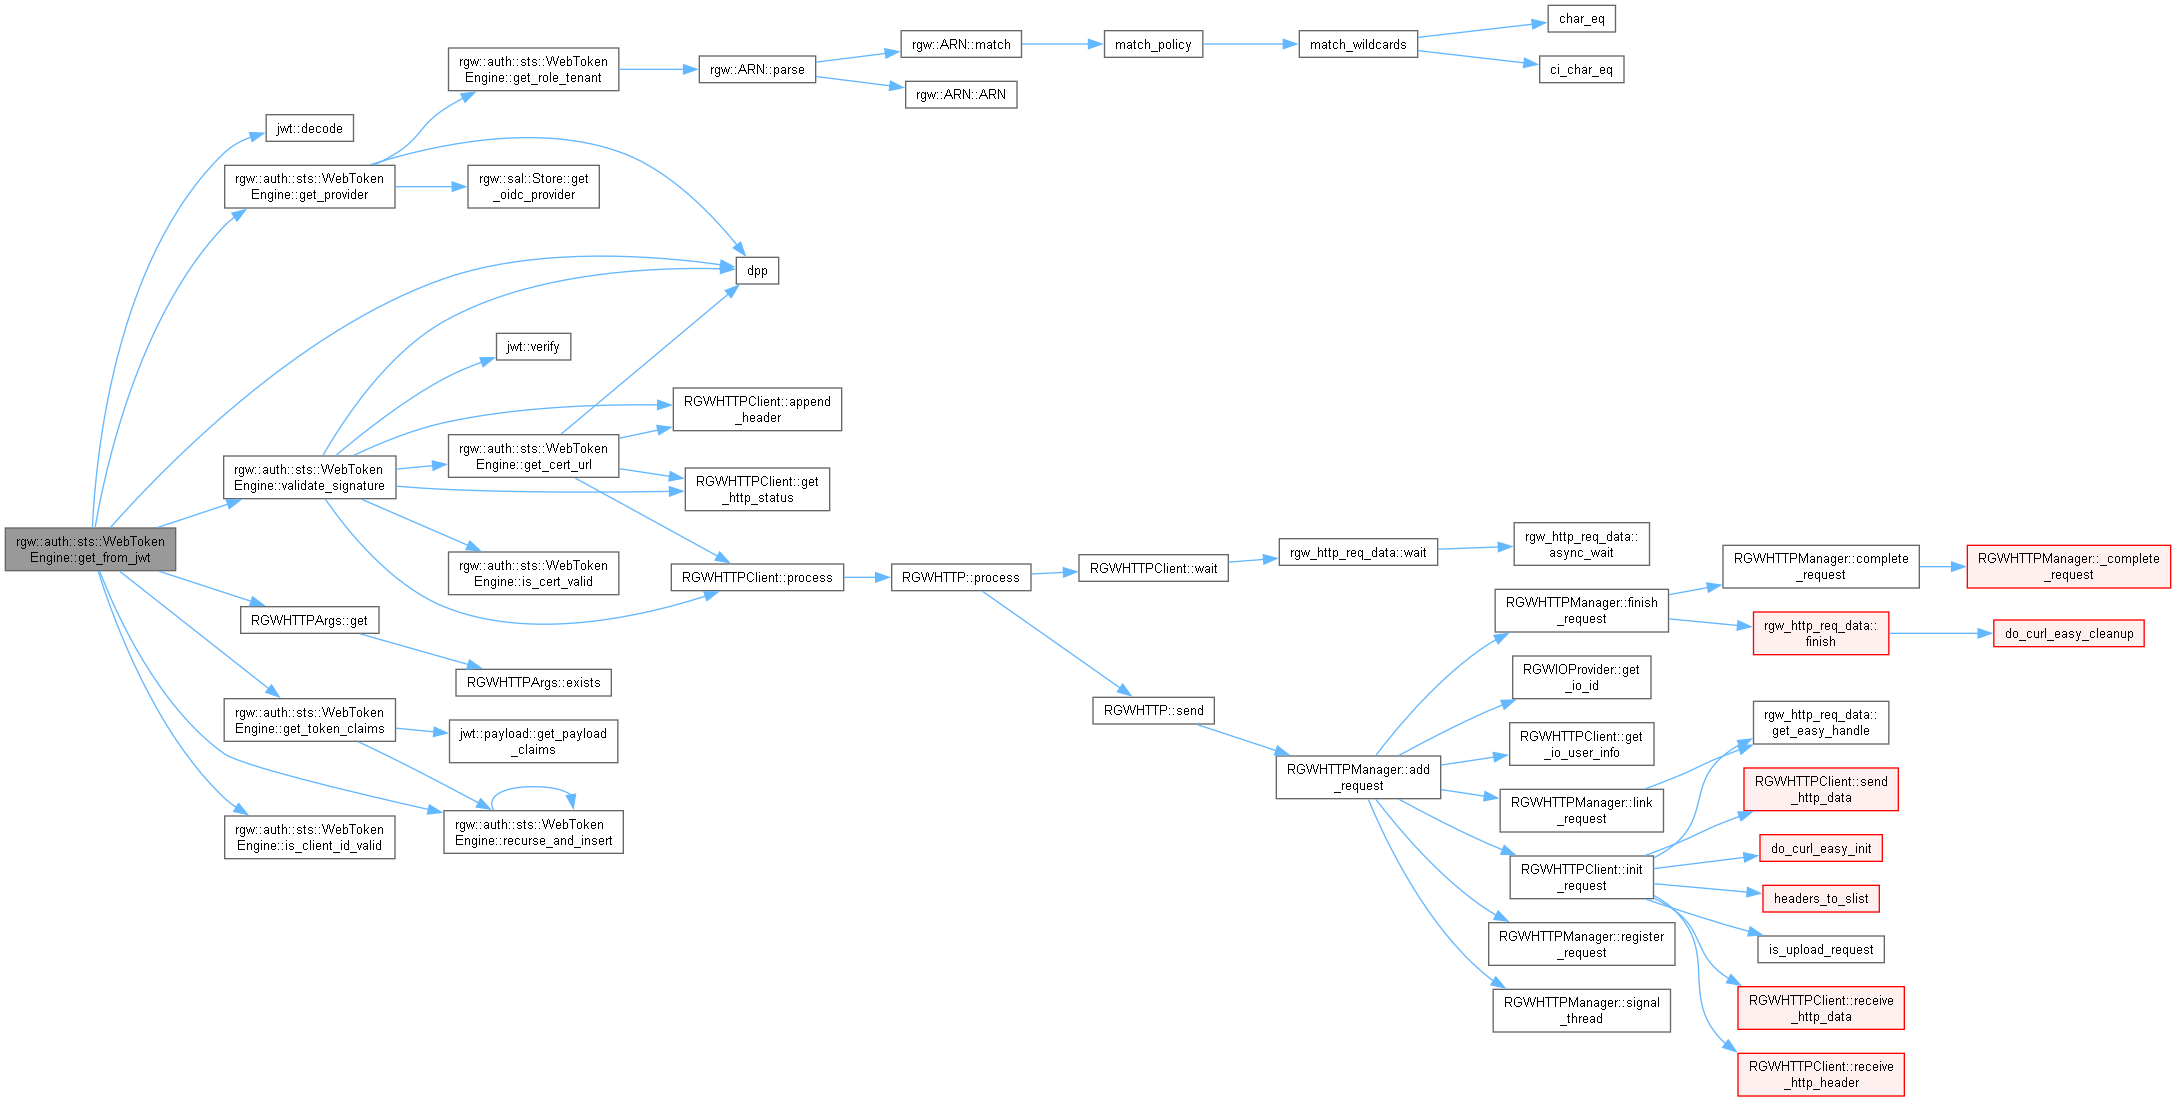 rgw::auth::sts::WebToken
Engine::get_from_jwt
jwt::decode
rgw::auth::sts::WebToken
Engine::get_provider
rgw::auth::sts::WebToken
Engine::get_role_tenant
rgw::ARN::parse
rgw::ARN::match
match_policy
match_wildcards
char_eq
ci_char_eq
rgw::ARN::ARN
rgw::sal::Store::get
_oidc_provider
dpp
rgw::auth::sts::WebToken
Engine::validate_signature
jwt::verify
RGWHTTPClient::append
_header
rgw::auth::sts::WebToken
Engine::get_cert_url
RGWHTTPClient::get
_http_status
rgw::auth::sts::WebToken
Engine::is_cert_valid
RGWHTTPClient::process
RGWHTTP::process
RGWHTTPClient::wait
rgw_http_req_data::wait
rgw_http_req_data::
async_wait
RGWHTTP::send
RGWHTTPManager::add
_request
RGWHTTPManager::finish
_request
RGWHTTPManager::complete
_request
RGWHTTPManager::_complete
_request
rgw_http_req_data::
finish
do_curl_easy_cleanup
RGWIOProvider::get
_io_id
RGWHTTPClient::get
_io_user_info
RGWHTTPManager::link
_request
rgw_http_req_data::
get_easy_handle
RGWHTTPClient::init
_request
RGWHTTPClient::send
_http_data
do_curl_easy_init
headers_to_slist
is_upload_request
RGWHTTPClient::receive
_http_data
RGWHTTPClient::receive
_http_header
RGWHTTPManager::register
_request
RGWHTTPManager::signal
_thread
RGWHTTPArgs::get
RGWHTTPArgs::exists
rgw::auth::sts::WebToken
Engine::get_token_claims
jwt::payload::get_payload
_claims
rgw::auth::sts::WebToken
Engine::recurse_and_insert
rgw::auth::sts::WebToken
Engine::is_client_id_valid